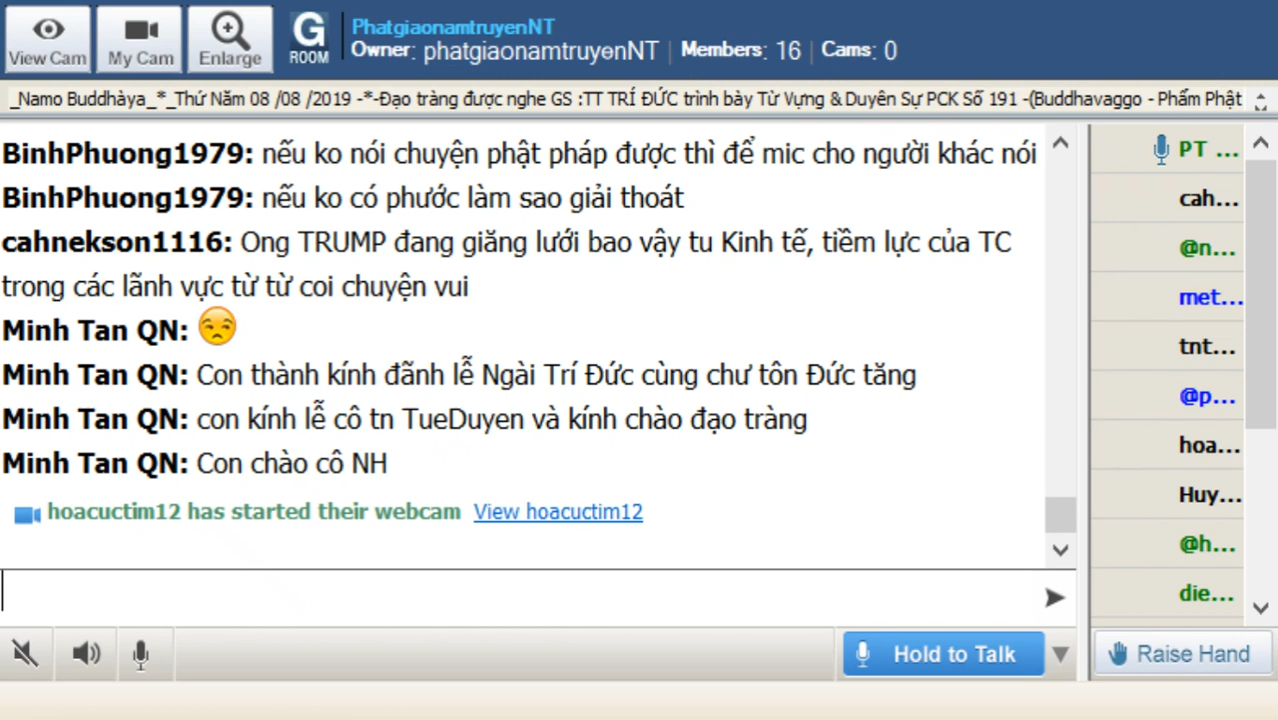 View Cam
My Cam
Enlarge
G
ROOM
PhatgiaonamtruyenNT
Owner: phatgiaonamtruyenNT | Members: 16 | Cams: 0
_Namo Buddhàya_*_Thứ Năm 08 /08 /2019 -*-Đạo tràng được nghe GS :TT TRÍ ĐỨC trình bày Từ Vựng & Duyên Sự PCK Số 191 -(Buddhavaggo - Phẩm Phật
BinhPhuong1979: nếu ko nói chuyện phật pháp được thì để mic cho người khác nói
BinhPhuong1979: nếu ko có phước làm sao giải thoát
cahnekson1116: Ong TRUMP đang giăng lưới bao vây tu Kinh tế, tiềm lực của TC
trong các lãnh vực từ từ coi chuyện vui
Minh Tan QN:
Minh Tan QN: Con thành kính đãnh lễ Ngài Trí Đức cùng chư tôn Đức tăng
Minh Tan QN: con kính lễ cô tn TueDuyen và kính chào đạo tràng
Minh Tan QN: Con chào cô NH
hoacuctim12 has started their webcam View hoacuctim12
PT ...
cah...
@n...
met...
tnt...
@p...
hoa...
Huy...
@h...
die...
Hold to Talk
Raise Hand